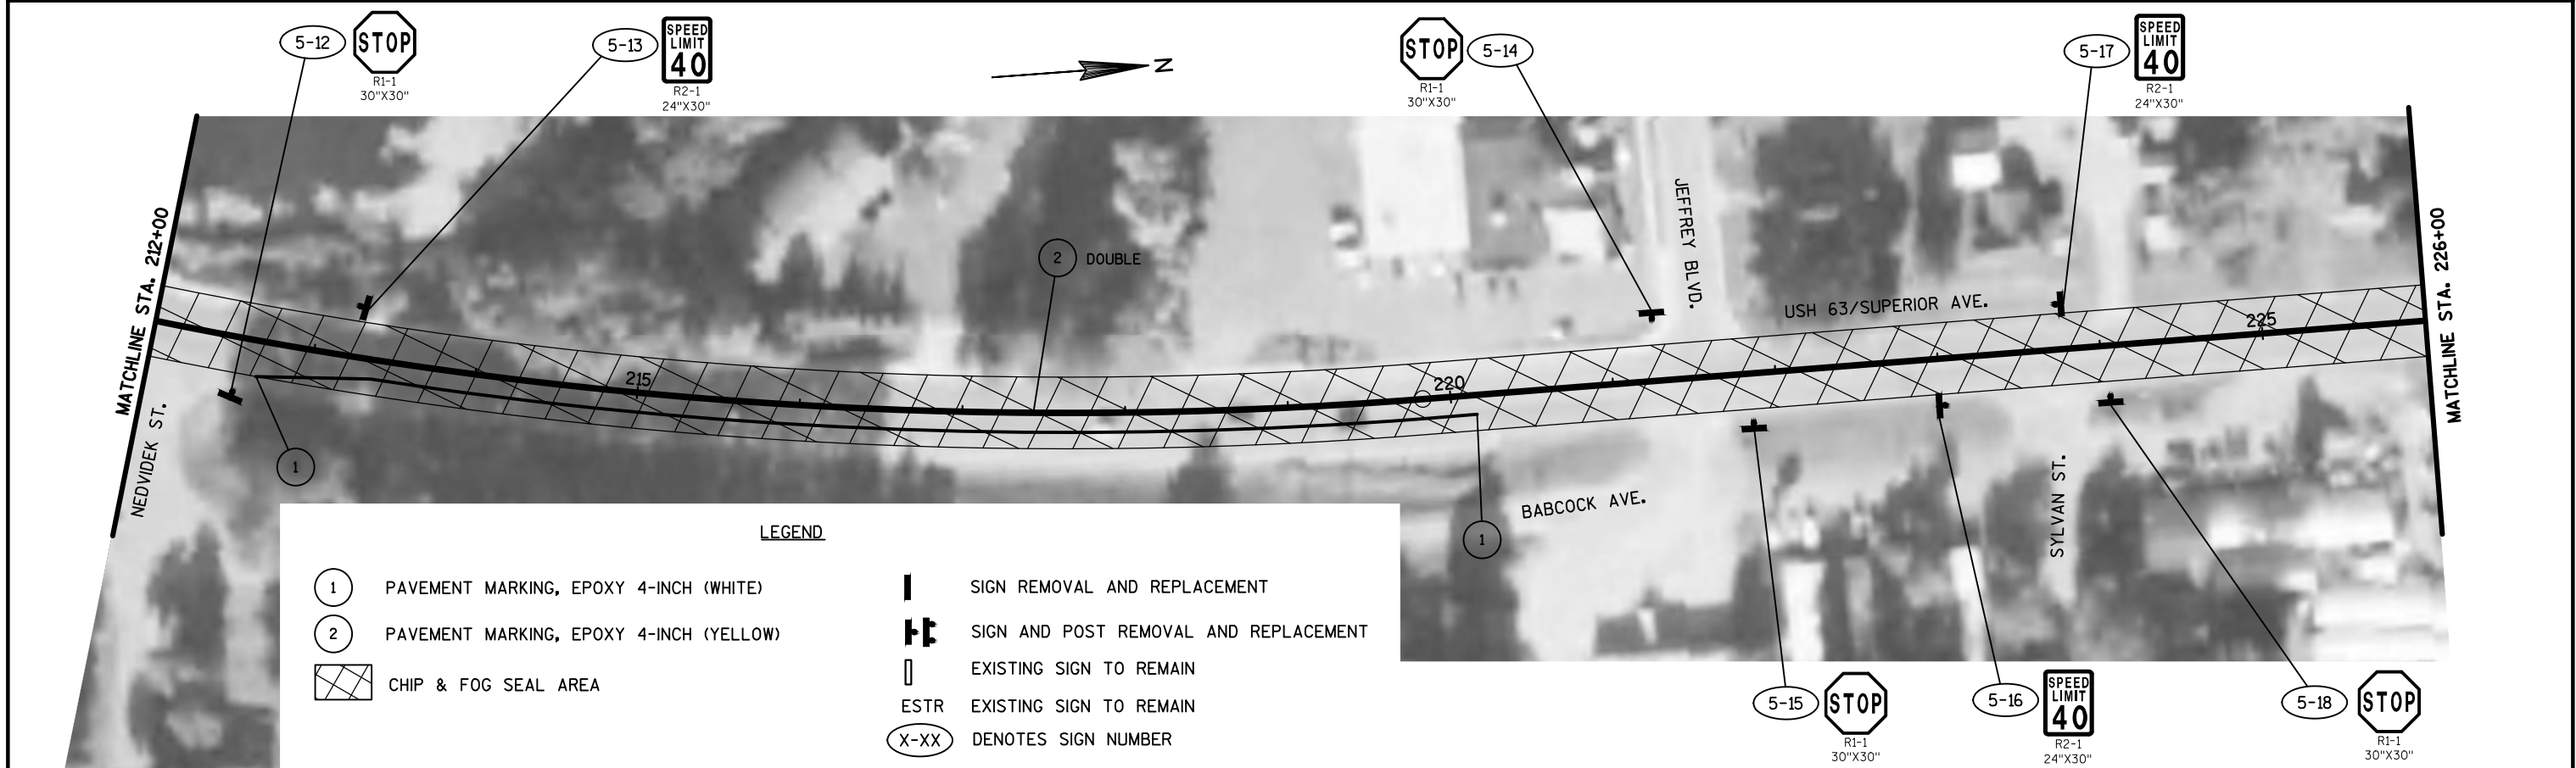 5-12
STOP
R1-1
30"X30"
5-13
SPEED
LIMIT
40
R2-1
24"X30"
N
STOP
R1-1
30"X30"
5-14
5-17
SPEED
LIMIT
40
R2-1
24"X30"
MATCHLINE STA. 212+00
NEDVIDEK ST.
1
2 DOUBLE
215
220
225
JEFFREY BLVD.
USH 63/SUPERIOR AVE.
MATCHLINE STA. 226+00
1
BABCOCK AVE.
SYLVAN ST.
LEGEND
1 PAVEMENT MARKING, EPOXY 4-INCH (WHITE)
2 PAVEMENT MARKING, EPOXY 4-INCH (YELLOW)
CHIP & FOG SEAL AREA
SIGN REMOVAL AND REPLACEMENT
SIGN AND POST REMOVAL AND REPLACEMENT
EXISTING SIGN TO REMAIN
ESTR EXISTING SIGN TO REMAIN
X-XX DENOTES SIGN NUMBER
5-15
STOP
R1-1
30"X30"
5-16
SPEED
LIMIT
40
R2-1
24"X30"
5-18
STOP
R1-1
30"X30"